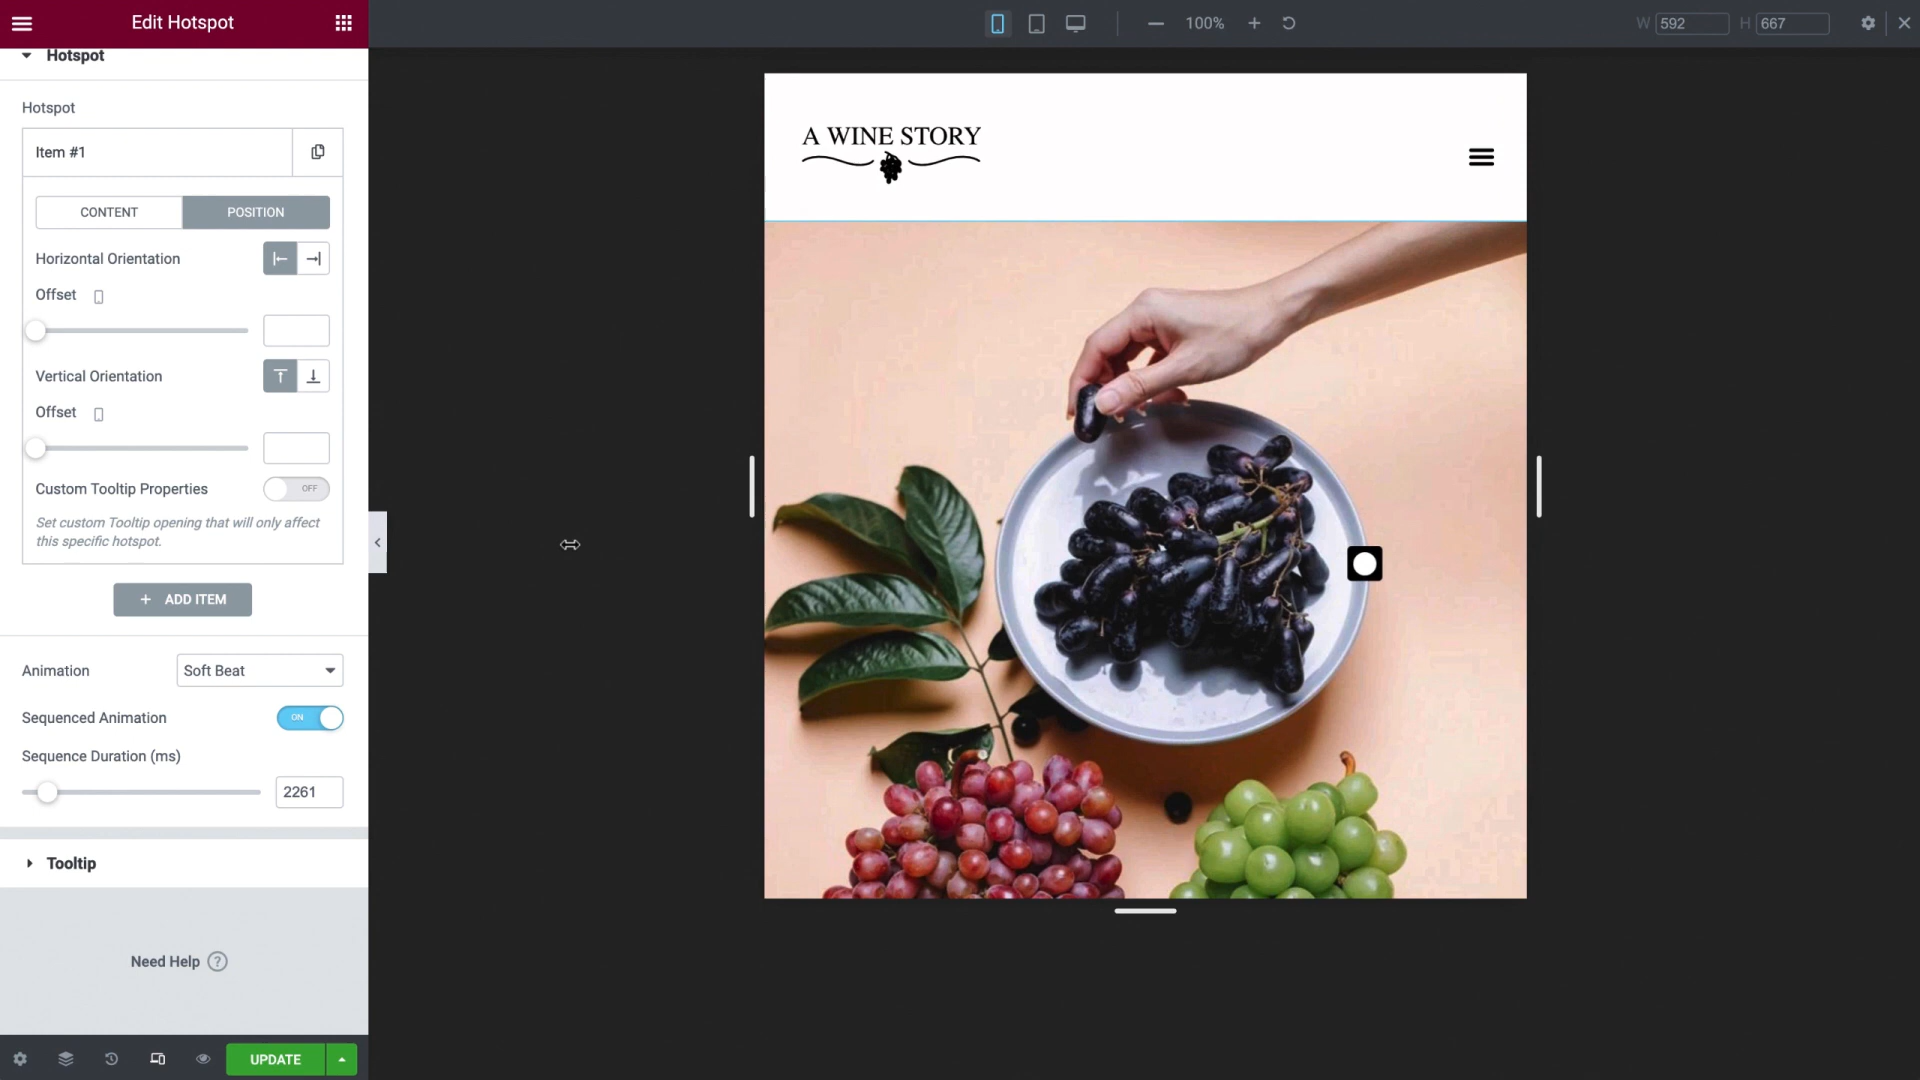 Edit Hotspot
100%
W 592 H 667
Hotspot
Hotspot
Item #1
CONTENT POSITION
Horizontal Orientation
Offset
Vertical Orientation
Offset
Custom Tooltip Properties OFF
Set custom Tooltip opening that will only affect
this specific hotspot.
+ ADD ITEM
Animation Soft Beat
Sequenced Animation ON
Sequence Duration (ms)
2261
Tooltip
Need Help ?
UPDATE
A WINE STORY